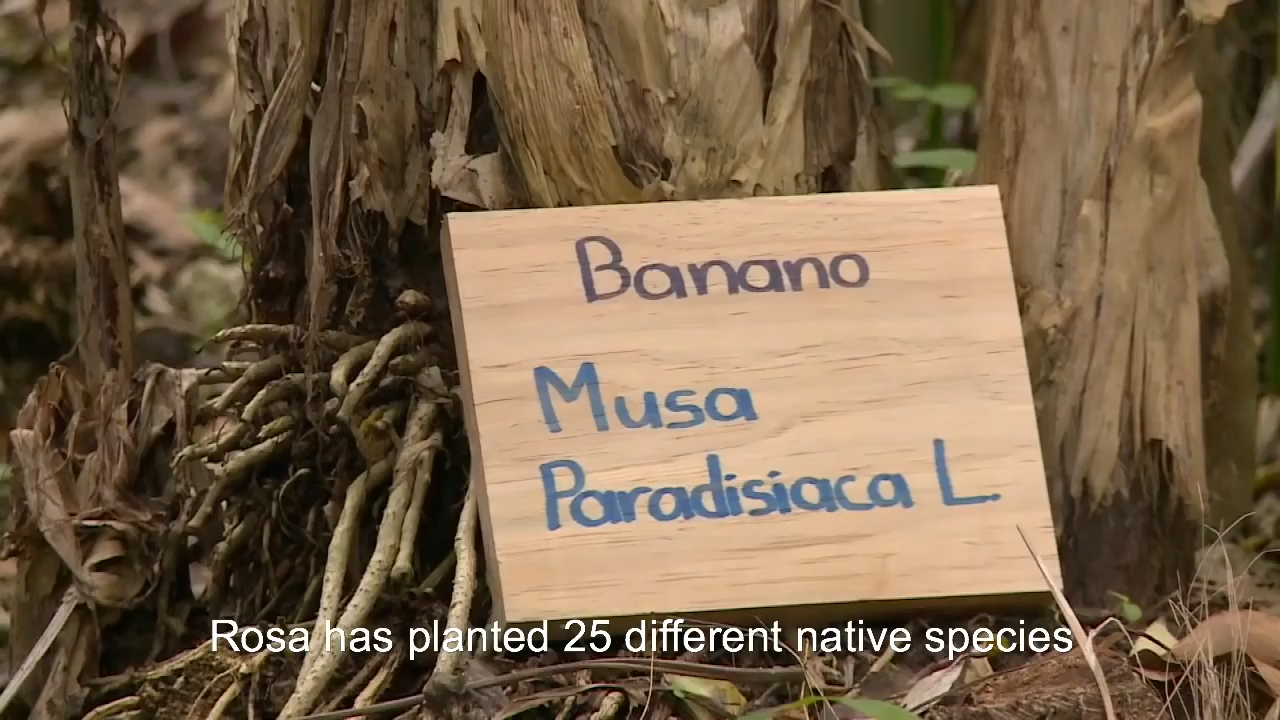 Banano
Musa
Paradisiaca L.
Rosa has planted 25 different native species